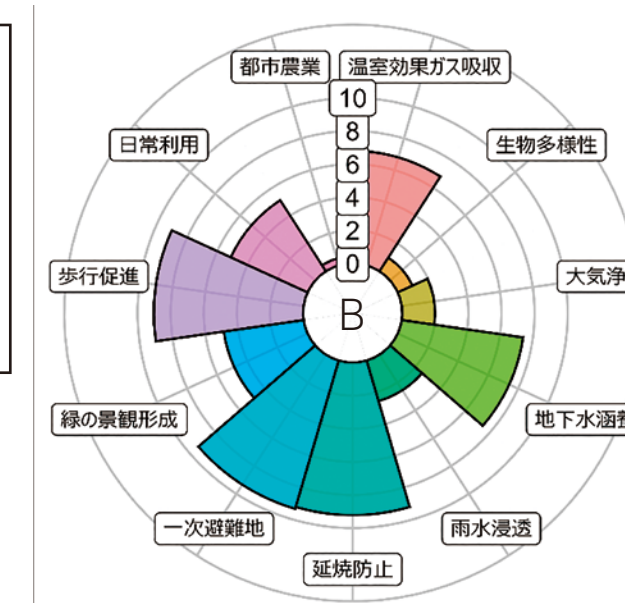 都市農業
温室効果ガス吸収
10
8
6
4
2
0
日常利用
生物多様性
歩行促進
大気浄
B
緑の景観形成
地下水涵
一次避難地
雨水浸透
延焼防止